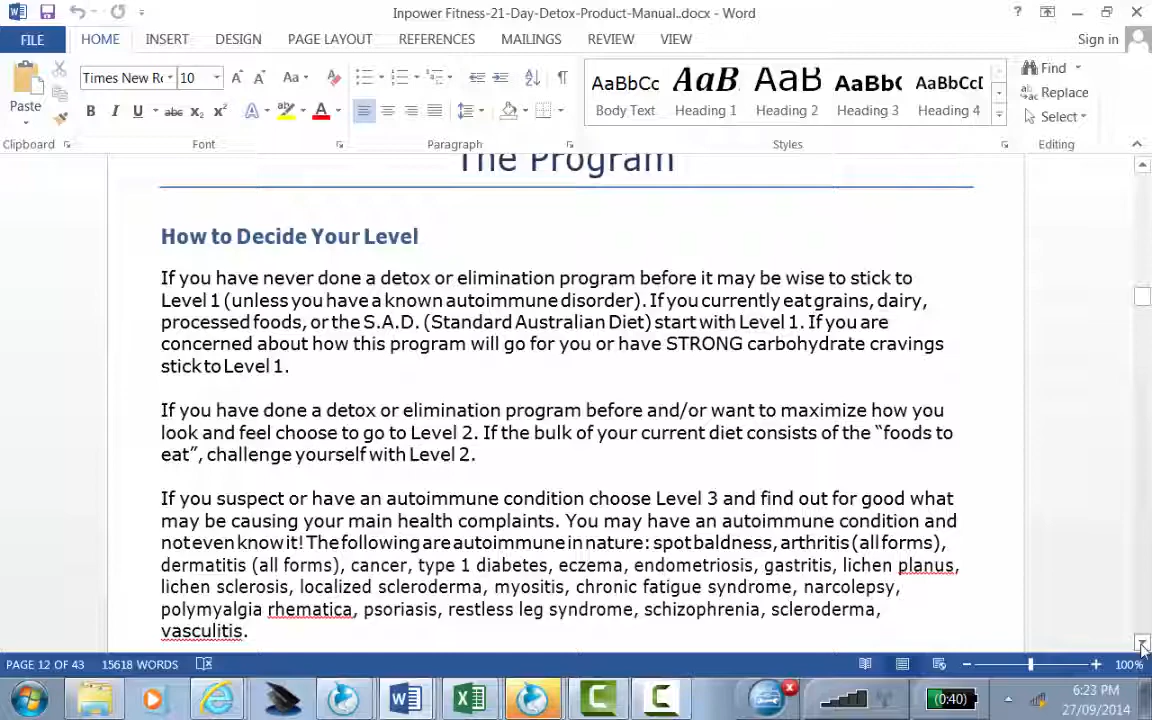 Inpower Fitness-21-Day-Detox-Product-Manual..docx - Word
FILE HOME INSERT DESIGN PAGE LAYOUT REFERENCES MAILINGS REVIEW VIEW Sign in
Times New Ro 10 Aa AaBbCc AaB AaBbC AaBb( AaBbCcD Find
Replace
Paste B I U abc x₂ x² A A Body Text Heading 1 Heading 2 Heading 3 Heading 4 Select
Clipboard Font Paragraph Styles Editing
The Program
How to Decide Your Level
If you have never done a detox or elimination program before it may be wise to stick to
Level 1 (unless you have a known autoimmune disorder). If you currently eat grains, dairy,
processed foods, or the S.A.D. (Standard Australian Diet) start with Level 1. If you are
concerned about how this program will go for you or have STRONG carbohydrate cravings
stick to Level 1.
If you have done a detox or elimination program before and/or want to maximize how you
look and feel choose to go to Level 2. If the bulk of your current diet consists of the “foods to
eat”, challenge yourself with Level 2.
If you suspect or have an autoimmune condition choose Level 3 and find out for good what
may be causing your main health complaints. You may have an autoimmune condition and
not even know it! The following are autoimmune in nature: spot baldness, arthritis (all forms),
dermatitis (all forms), cancer, type 1 diabetes, eczema, endometriosis, gastritis, lichen planus,
lichen sclerosis, localized scleroderma, myositis, chronic fatigue syndrome, narcolepsy,
polymyalgia rhematica, psoriasis, restless leg syndrome, schizophrenia, scleroderma,
vasculitis.
PAGE 12 OF 43 15618 WORDS 100%
(0:40) 6:23 PM
27/09/2014